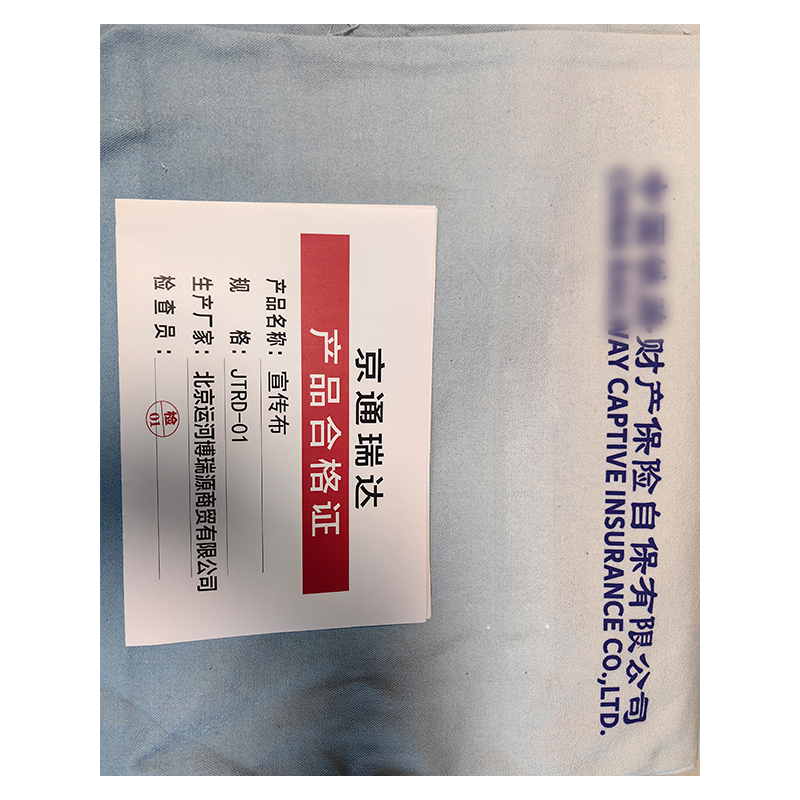 财产保险自保有限公司
WAY CAPTIVE INSURANCE CO.,LTD.
京通瑞达
产品合格证
产品名称：宣传布
规 格：JTRD-01
生产厂家：北京运河博瑞源商贸有限公司
检查员：
检
01